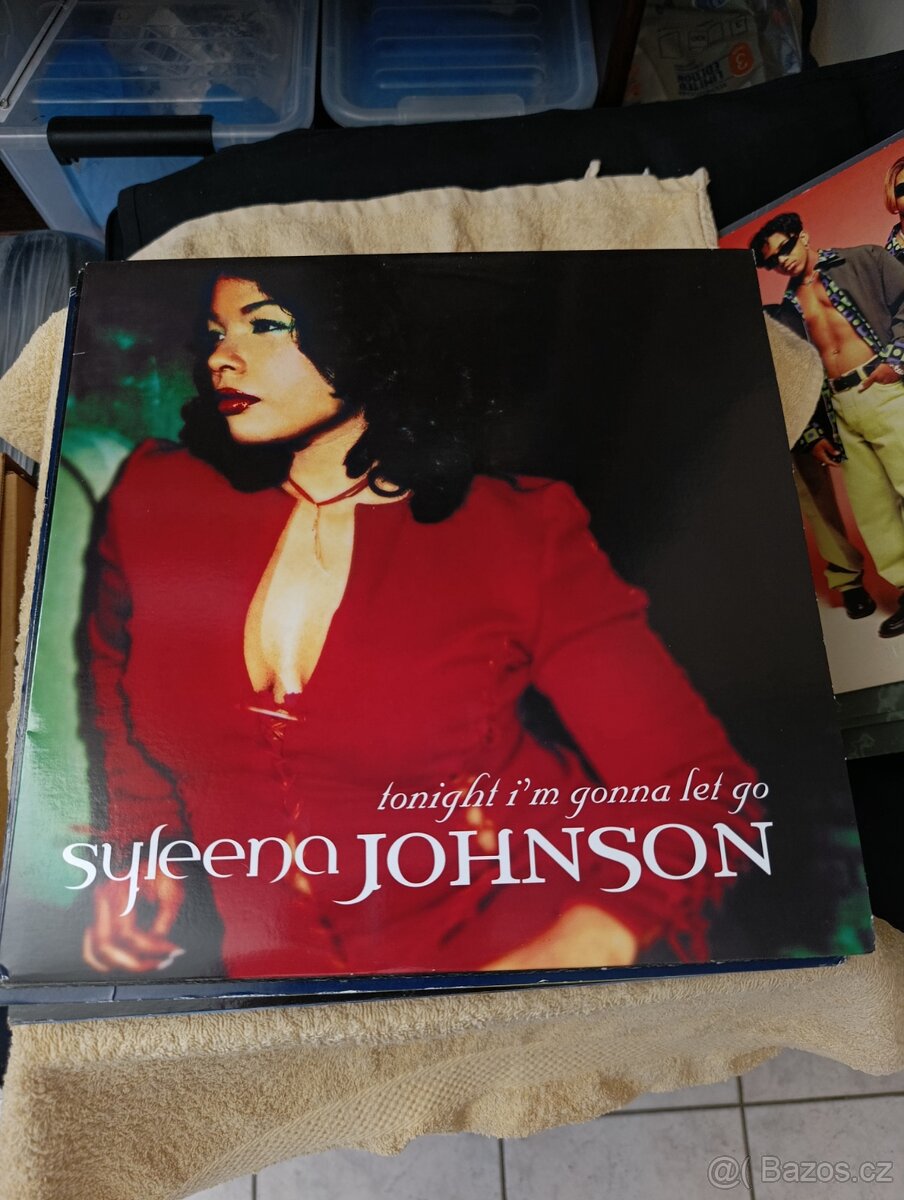 tonight i'm gonna let go
syleena JOHNSON
@( Bazos.cz